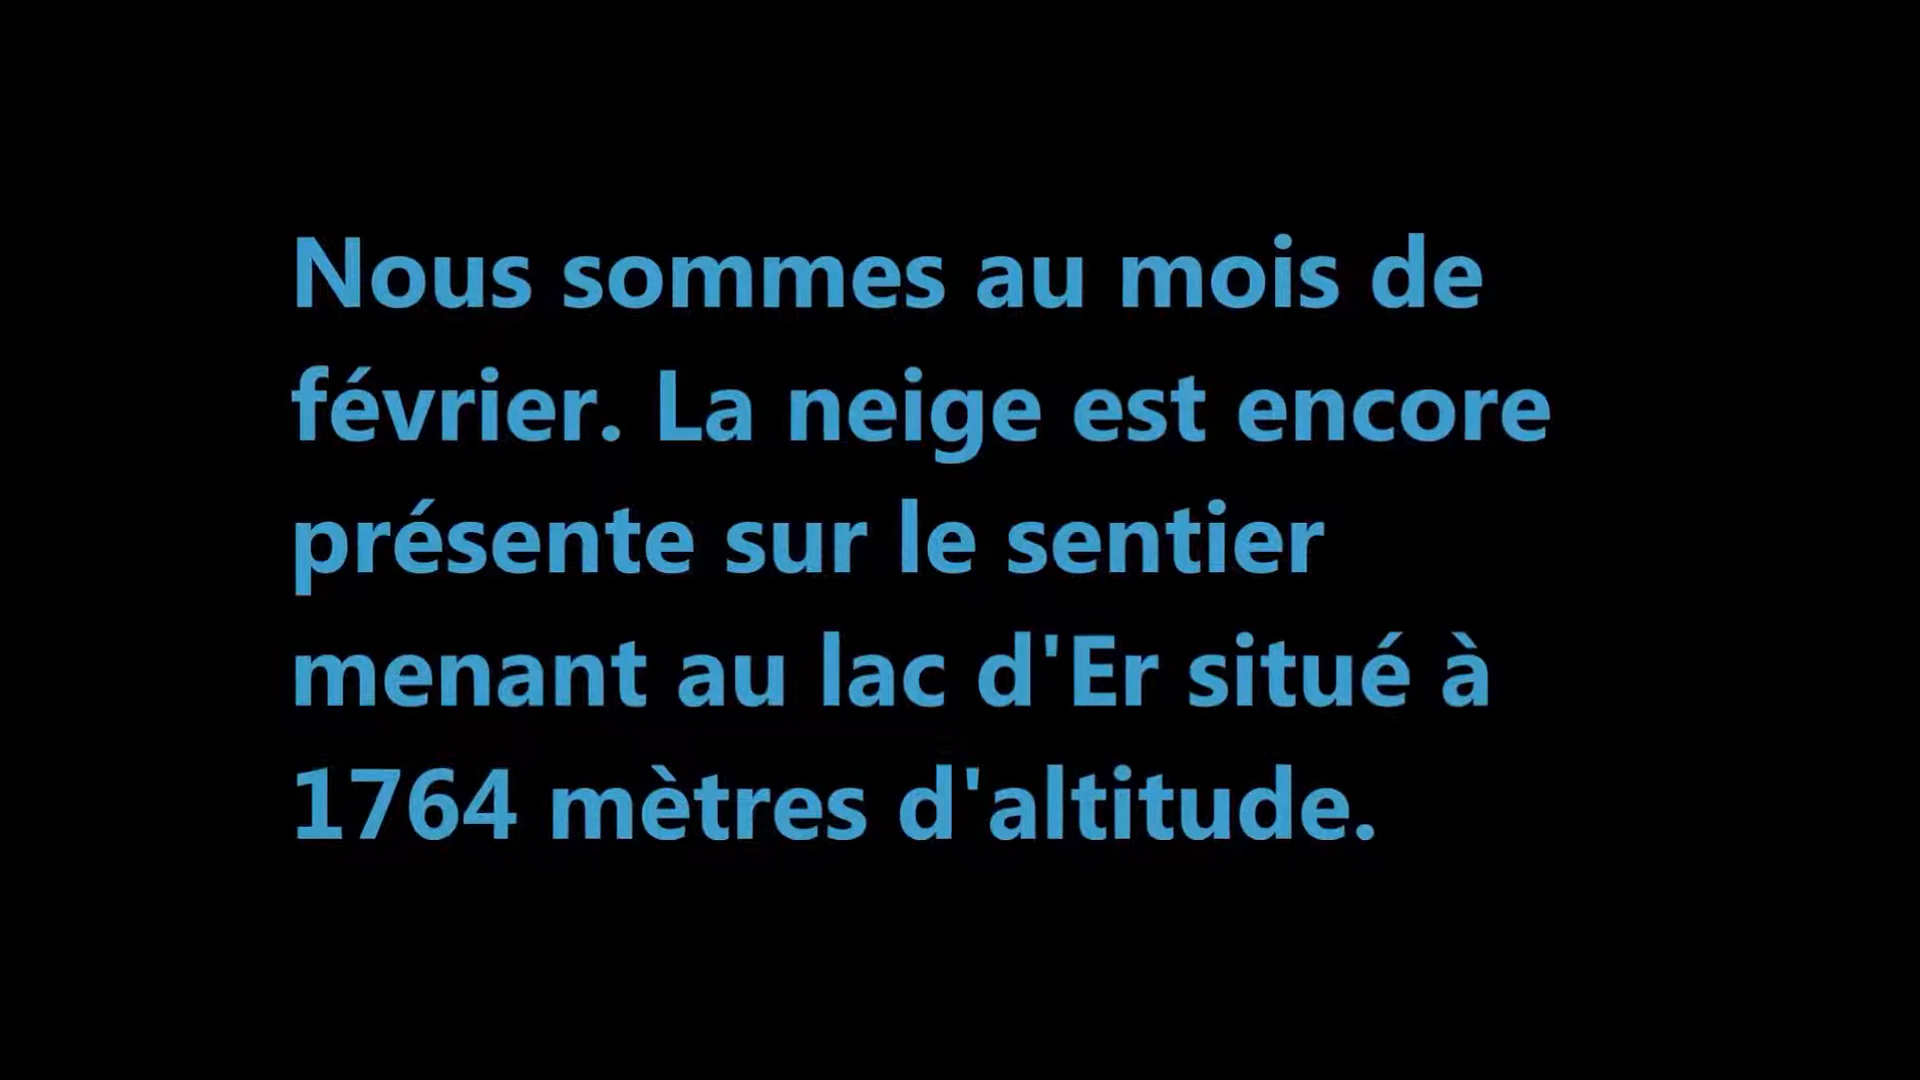 Nous sommes au mois de
février. La neige est encore
présente sur le sentier
menant au lac d'Er situé à
1764 mètres d'altitude.